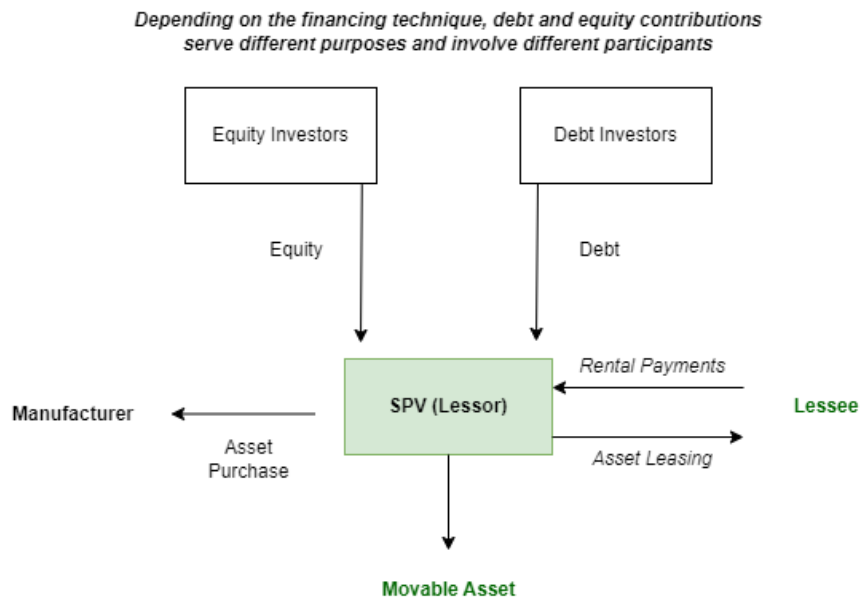 Depending on the financing technique, debt and equity contributions
serve different purposes and involve different participants
Equity Investors
Debt Investors
Equity
Debt
Rental Payments
Manufacturer
SPV (Lessor)
Lessee
Asset
Purchase
Asset Leasing
Movable Asset